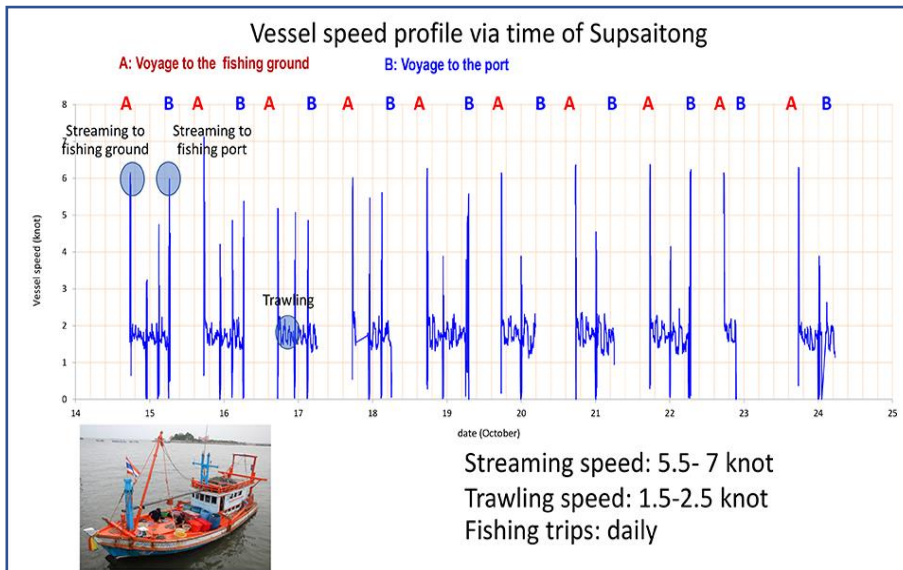 Vessel speed profile via time of Supsaitong
A: Voyage to the fishing ground
B: Voyage to the port
A B A B A B A B A B A B A B A B A B A B
Streaming to
fishing ground
Streaming to
fishing port
Trawling
Vessel speed (knot)
8
7
6
5
4
3
2
1
0
14 15 16 17 18 19 20 21 22 23 24 25
date (October)
Streaming speed: 5.5- 7 knot
Trawling speed: 1.5-2.5 knot
Fishing trips: daily